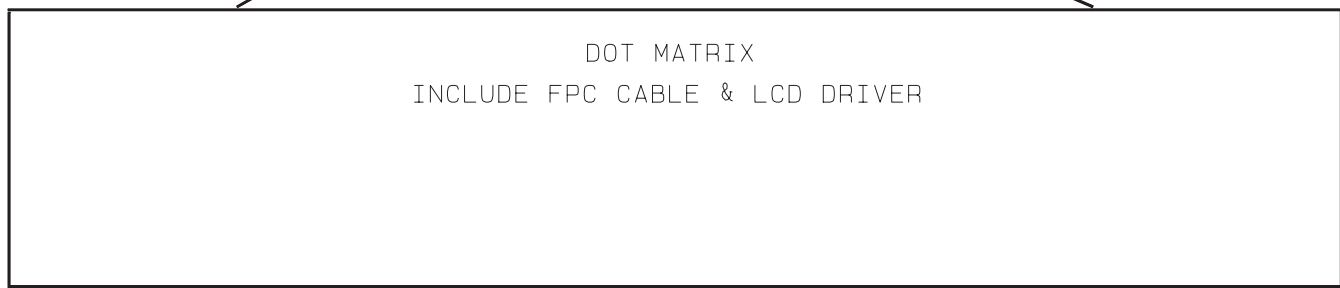 DOT MATRIX
INCLUDE FPC CABLE & LCD DRIVER